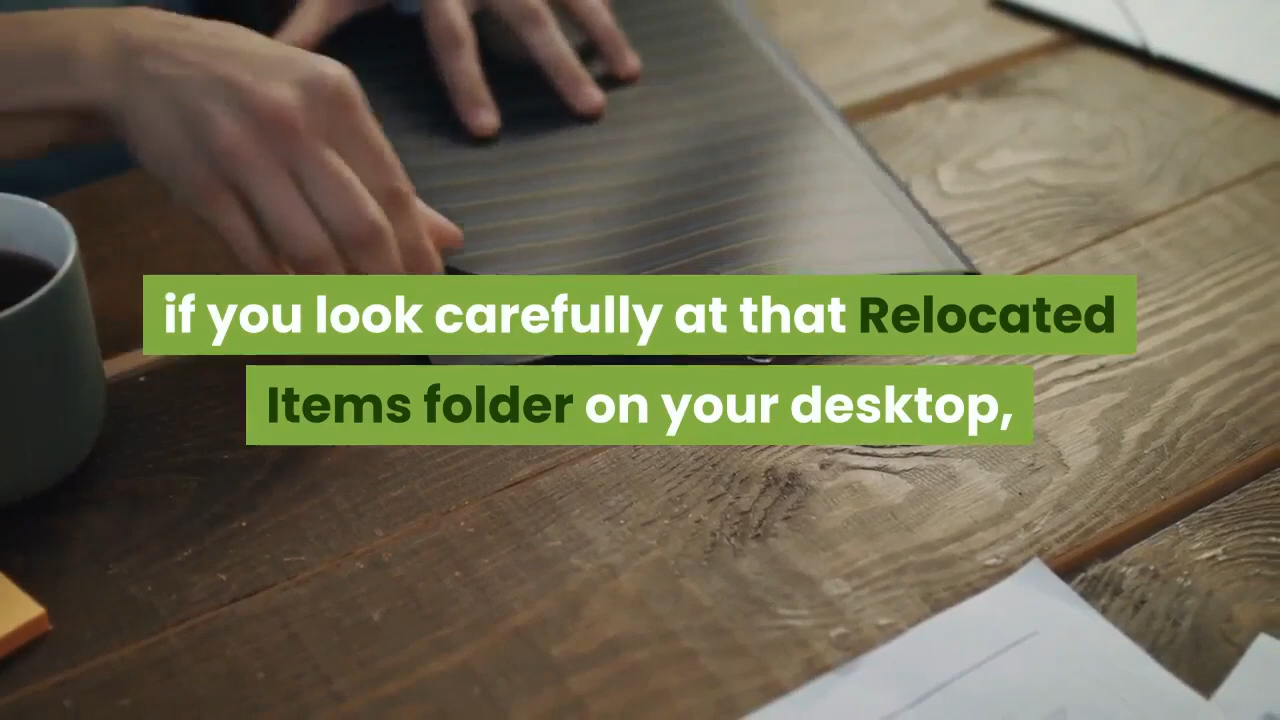 if you look carefully at that Relocated
Items folder on your desktop,